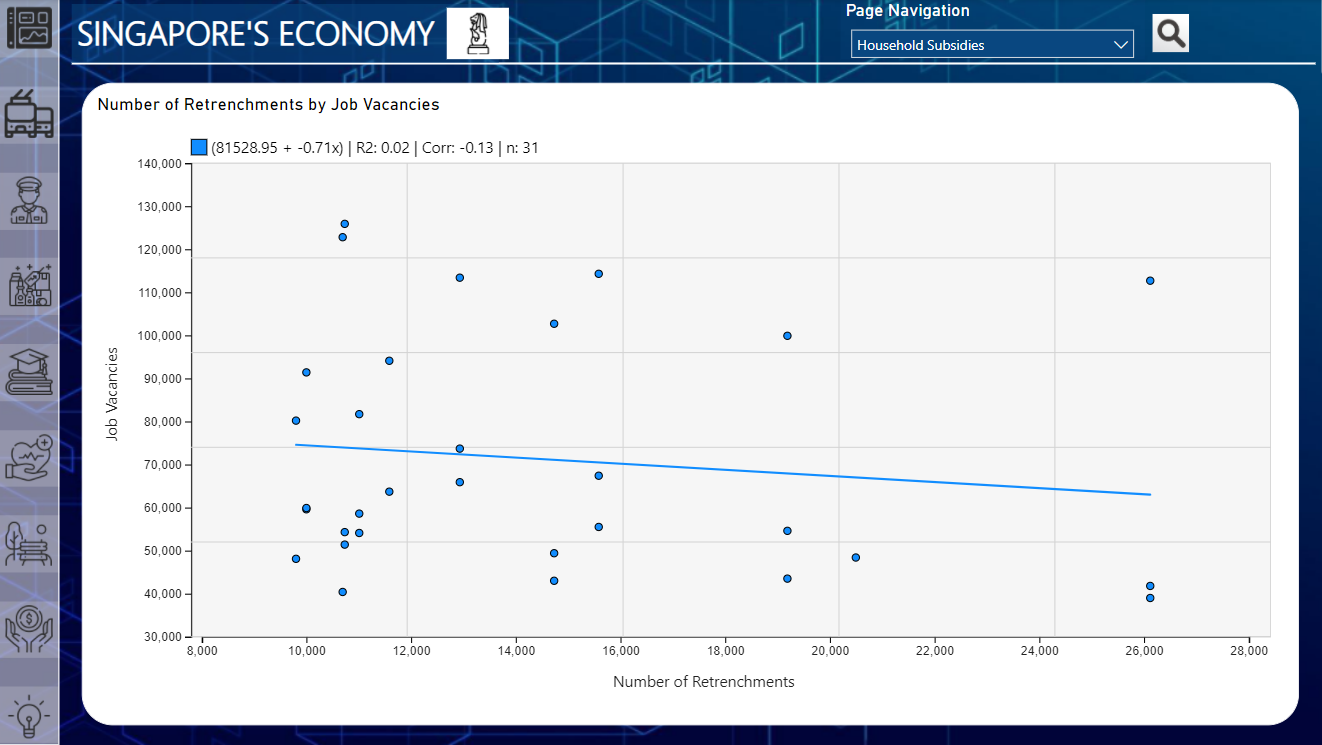 Page Navigation
SINGAPORE'S ECONOMY
Household Subsidies
Number of Retrenchments by Job Vacancies
(81528.95 + -0.71x) | R2: 0.02 | Corr: -0.13 | n: 31
140,000
130,000
120,000
110,000
100,000
90,000
80,000
70,000
60,000
50,000
40,000
30,000
Job Vacancies
8,000 10,000 12,000 14,000 16,000 18,000 20,000 22,000 24,000 26,000 28,000
Number of Retrenchments